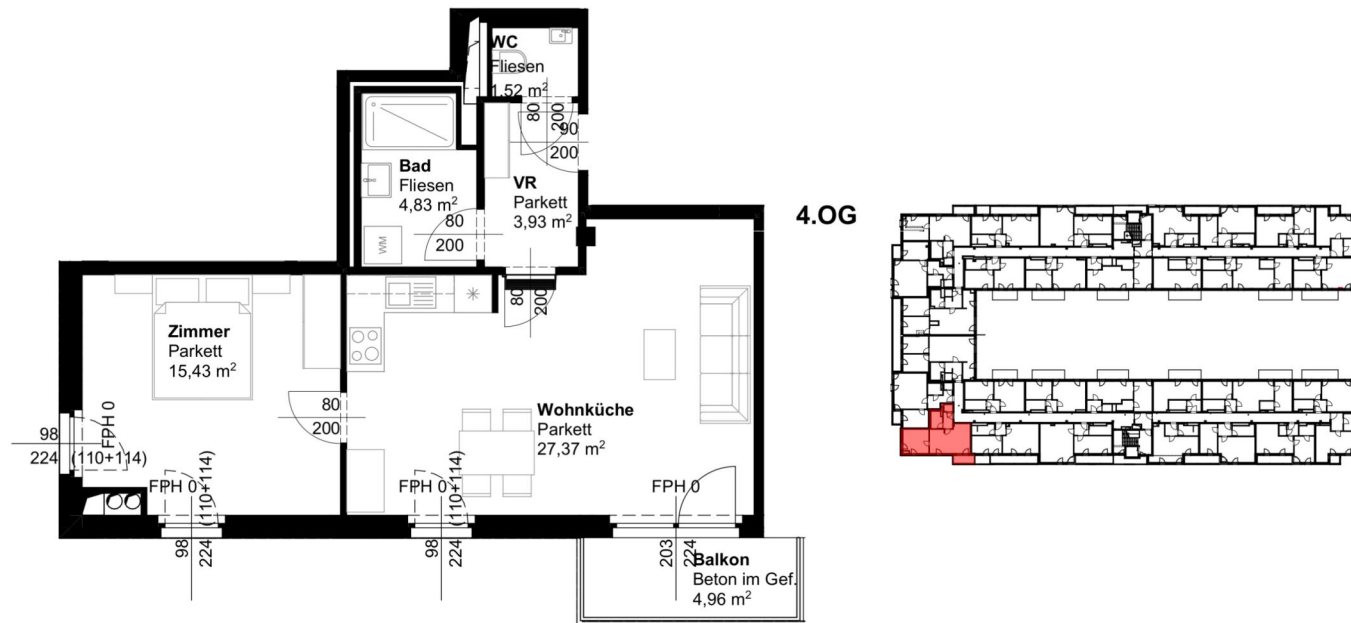 WC
Fliesen
1,52 m²
80
200
90
200
Bad
Fliesen
4,83 m²
VR
Parkett
3,93 m²
80
200
WM
4.OG
80
200
Zimmer
Parkett
15,43 m²
80
200
Wohnküche
Parkett
27,37 m²
98
224
FPH 0
(110+114)
FPH 0
(110+114)
98
224
FPH 0
(110+114)
98
224
FPH 0
203
224
Balkon
Beton im Gef.
4,96 m²